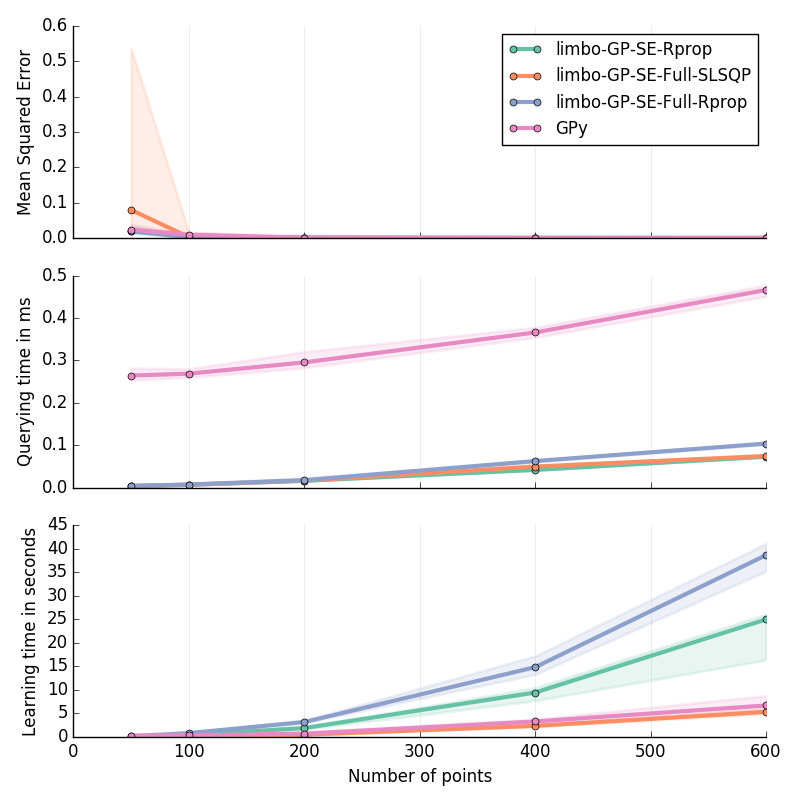 0.6
0.5
0.4
0.3
0.2
0.1
0.0
Mean Squared Error
limbo-GP-SE-Rprop
limbo-GP-SE-Full-SLSQP
limbo-GP-SE-Full-Rprop
GPy
0.5
0.4
0.3
0.2
0.1
0.0
Querying time in ms
45
40
35
30
25
20
15
10
5
0
Learning time in seconds
0 100 200 300 400 500 600
Number of points